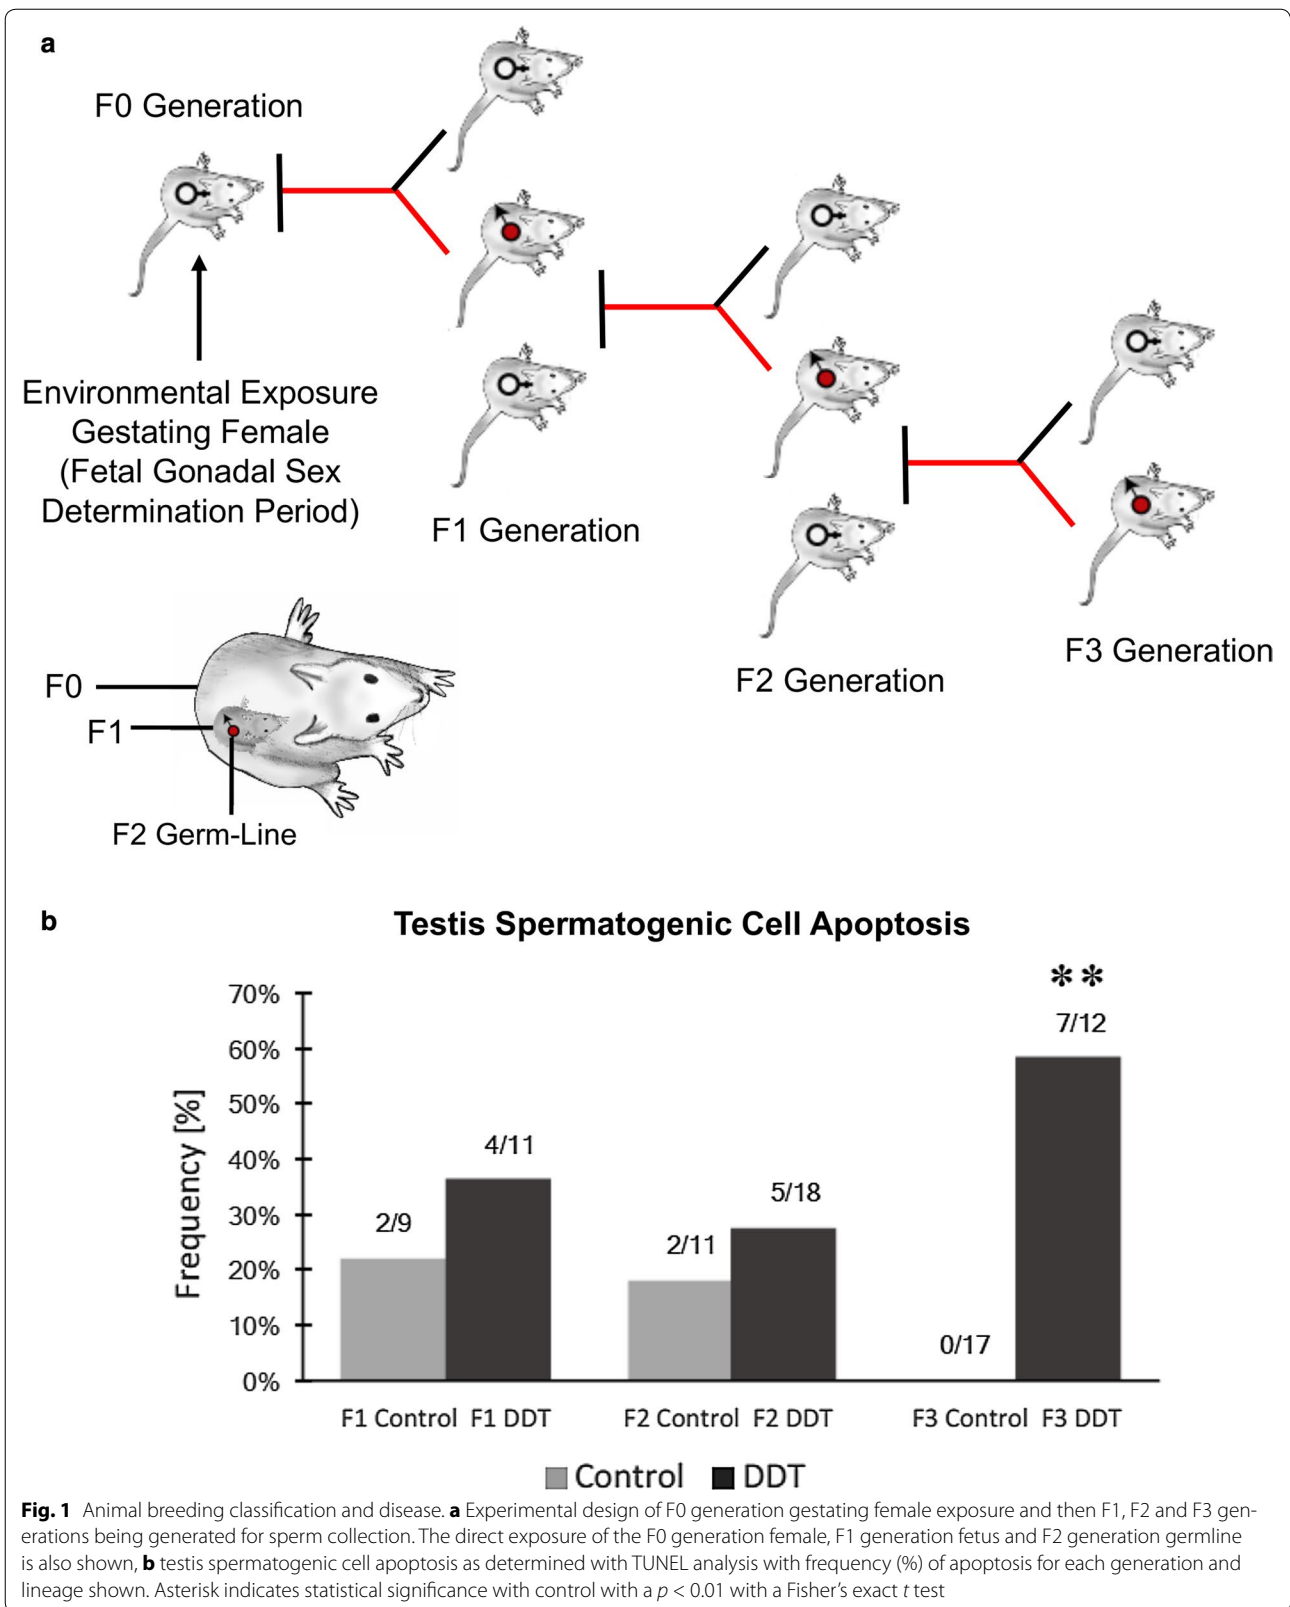 a
F0 Generation
Environmental Exposure
Gestating Female
(Fetal Gonadal Sex
Determination Period)
F1 Generation
F2 Generation
F3 Generation
F0
F1
F2 Germ-Line
b
Testis Spermatogenic Cell Apoptosis
Frequency [%]
70%
60%
50%
40%
30%
20%
10%
0%
2/9
4/11
2/11
5/18
0/17
7/12
**
F1 Control F1 DDT F2 Control F2 DDT F3 Control F3 DDT
Control DDT
Fig. 1 Animal breeding classification and disease. a Experimental design of F0 generation gestating female exposure and then F1, F2 and F3 gen-
erations being generated for sperm collection. The direct exposure of the F0 generation female, F1 generation fetus and F2 generation germline
is also shown, b testis spermatogenic cell apoptosis as determined with TUNEL analysis with frequency (%) of apoptosis for each generation and
lineage shown. Asterisk indicates statistical significance with control with a p < 0.01 with a Fisher's exact t test